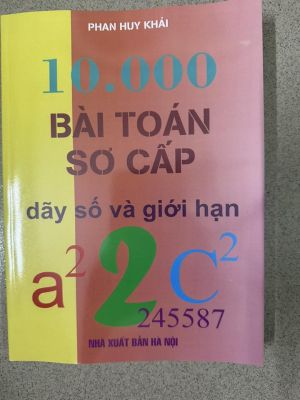 PHAN HUY KHẢI
10.000
BÀI TOÁN
SƠ CẤP
dãy số và giới hạn
a² 2 C²
245587
NHÀ XUẤT BẢN HÀ NỘI